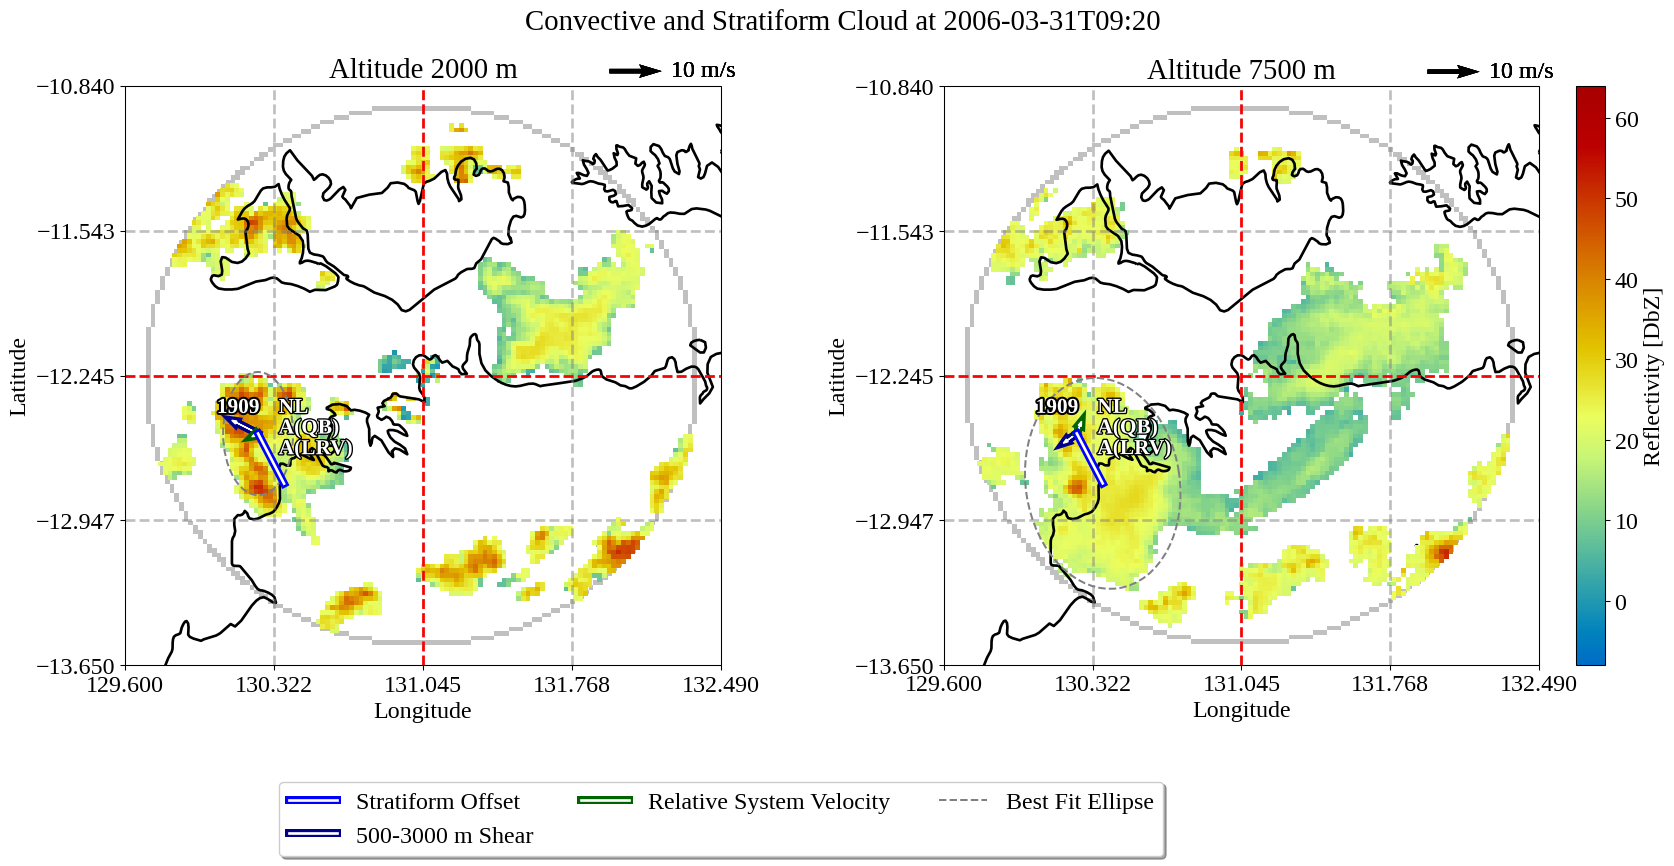 Convective and Stratiform Cloud at 2006-03-31T09:20
Altitude 2000 m
10 m/s
−10.840
−11.543
−12.245
−12.947
−13.650
Latitude
1909
NL
A(QB)
A(LRV)
129.600
130.322
131.045
131.768
132.490
Longitude
Altitude 7500 m
10 m/s
−10.840
−11.543
−12.245
−12.947
−13.650
Latitude
1909
NL
A(QB)
A(LRV)
129.600
130.322
131.045
131.768
132.490
Longitude
60
50
40
30
20
10
0
Reflectivity [DbZ]
Stratiform Offset
500-3000 m Shear
Relative System Velocity
Best Fit Ellipse